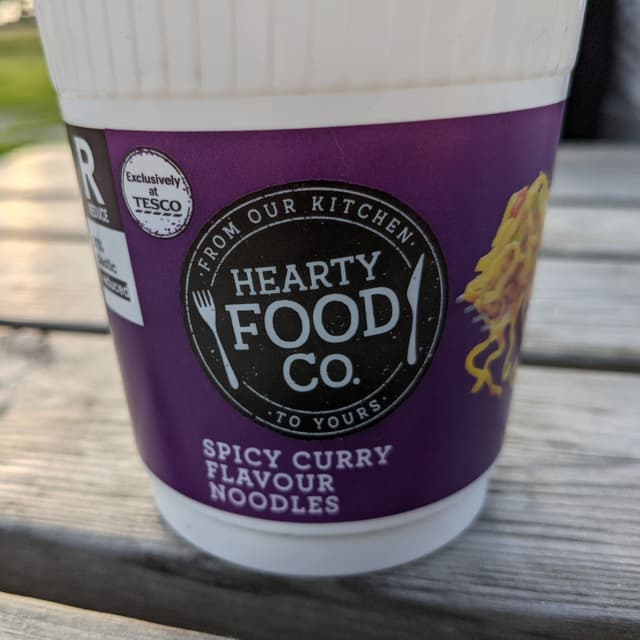 R
Exclusively
at
TESCO
FROM OUR KITCHEN
HEARTY
FOOD
CO.
TO YOURS
SPICY CURRY
FLAVOUR
NOODLES